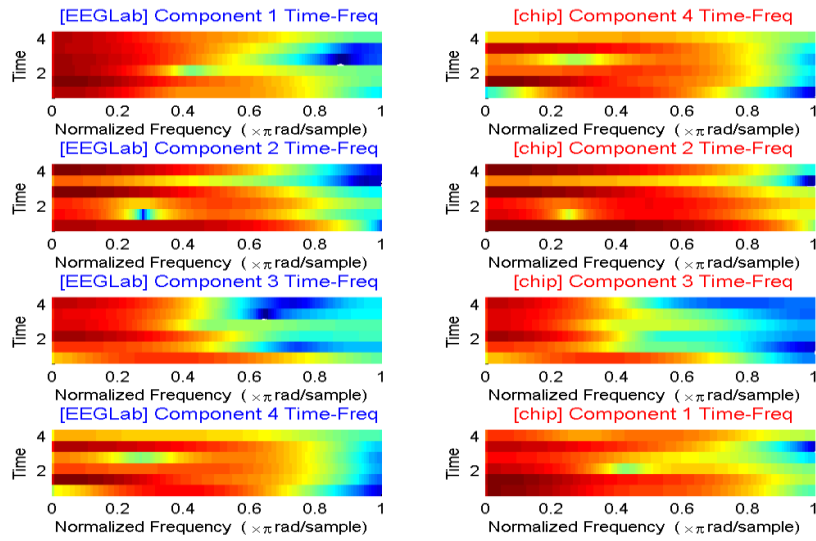 [EEGLab] Component 1 Time-Freq
[chip] Component 4 Time-Freq
Time
4
2
0 0.2 0.4 0.6 0.8 1
Normalized Frequency (×π rad/sample)
Time
4
2
0 0.2 0.4 0.6 0.8 1
Normalized Frequency (×π rad/sample)
[EEGLab] Component 2 Time-Freq
[chip] Component 2 Time-Freq
Time
4
2
0 0.2 0.4 0.6 0.8 1
Normalized Frequency (×π rad/sample)
Time
4
2
0 0.2 0.4 0.6 0.8 1
Normalized Frequency (×π rad/sample)
[EEGLab] Component 3 Time-Freq
[chip] Component 3 Time-Freq
Time
4
2
0 0.2 0.4 0.6 0.8 1
Normalized Frequency (×π rad/sample)
Time
4
2
0 0.2 0.4 0.6 0.8 1
Normalized Frequency (×π rad/sample)
[EEGLab] Component 4 Time-Freq
[chip] Component 1 Time-Freq
Time
4
2
0 0.2 0.4 0.6 0.8 1
Normalized Frequency (×π rad/sample)
Time
4
2
0 0.2 0.4 0.6 0.8 1
Normalized Frequency (×π rad/sample)